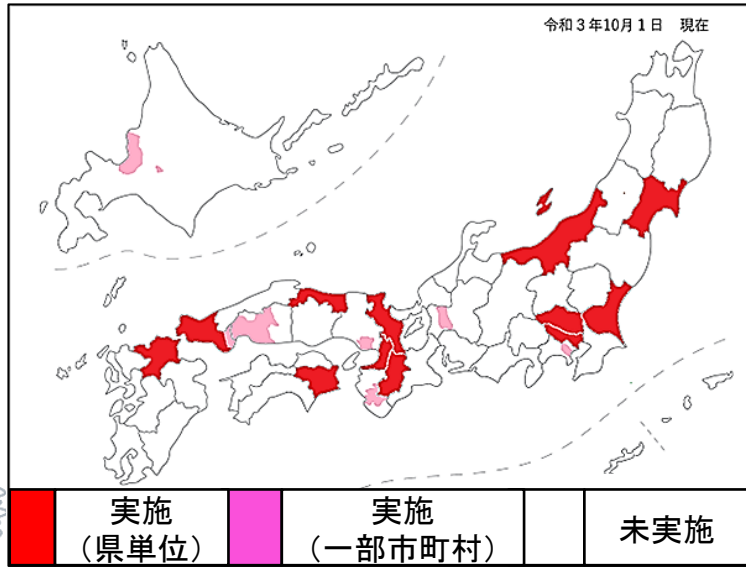 令和３年10月１日 現在
実施
（県単位）
実施
（一部市町村）
未実施